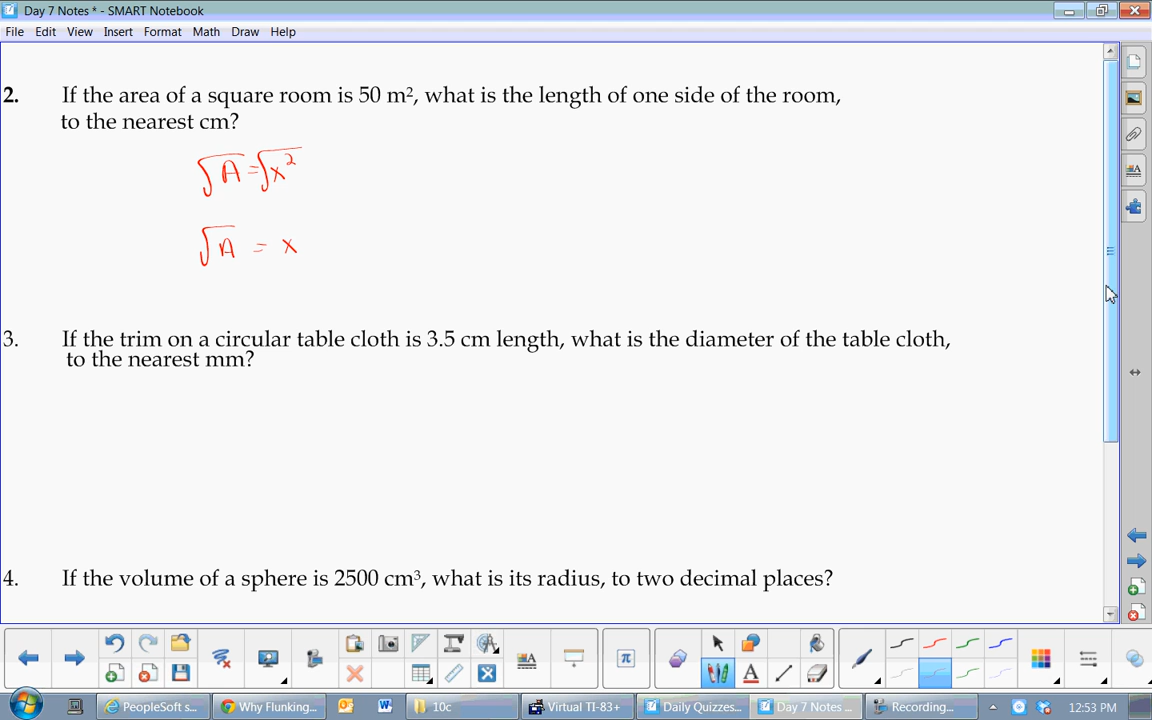 Day 7 Notes * - SMART Notebook
File Edit View Insert Format Math Draw Help
2. If the area of a square room is 50 m², what is the length of one side of the room,
to the nearest cm?
√A = √x²
√A = x
3. If the trim on a circular table cloth is 3.5 cm length, what is the diameter of the table cloth,
to the nearest mm?
4. If the volume of a sphere is 2500 cm³, what is its radius, to two decimal places?
PeopleSoft s... Why Flunking... 10c Virtual TI-83+ Daily Quizzes... Day 7 Notes ... Recording... 12:53 PM